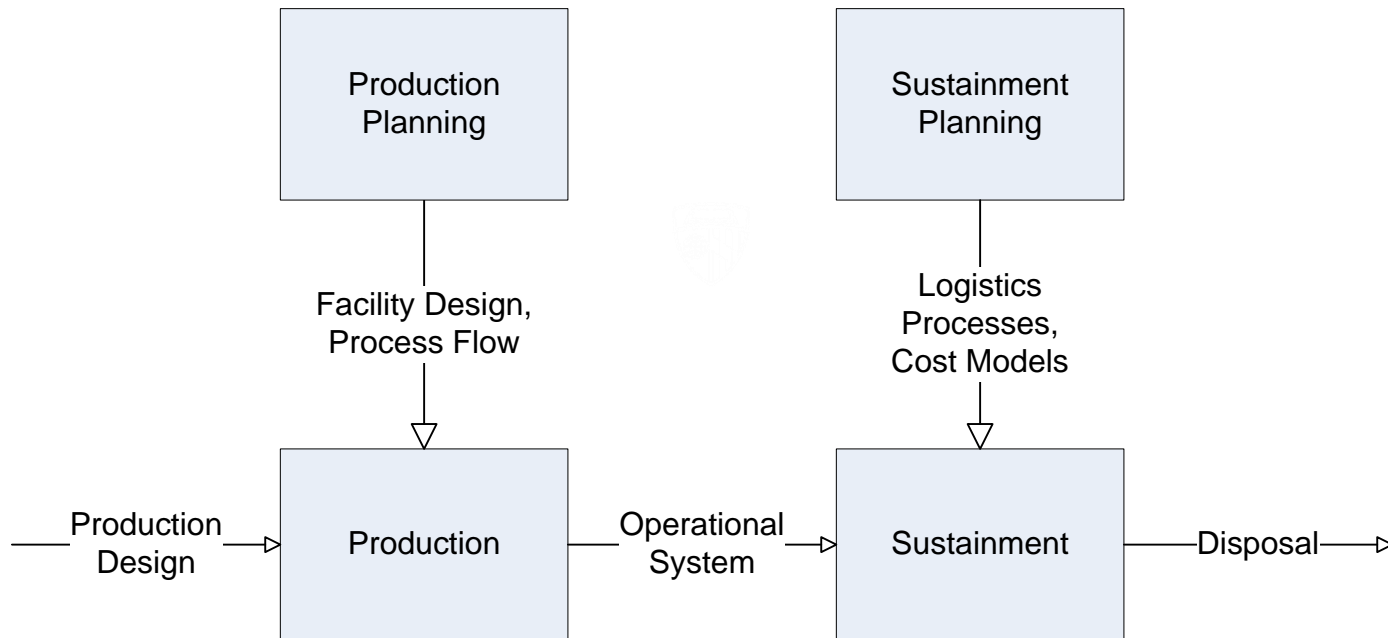 Production
Planning
Sustainment
Planning
Facility Design,
Process Flow
Logistics
Processes,
Cost Models
Production
Design
Production
Operational
System
Sustainment
Disposal